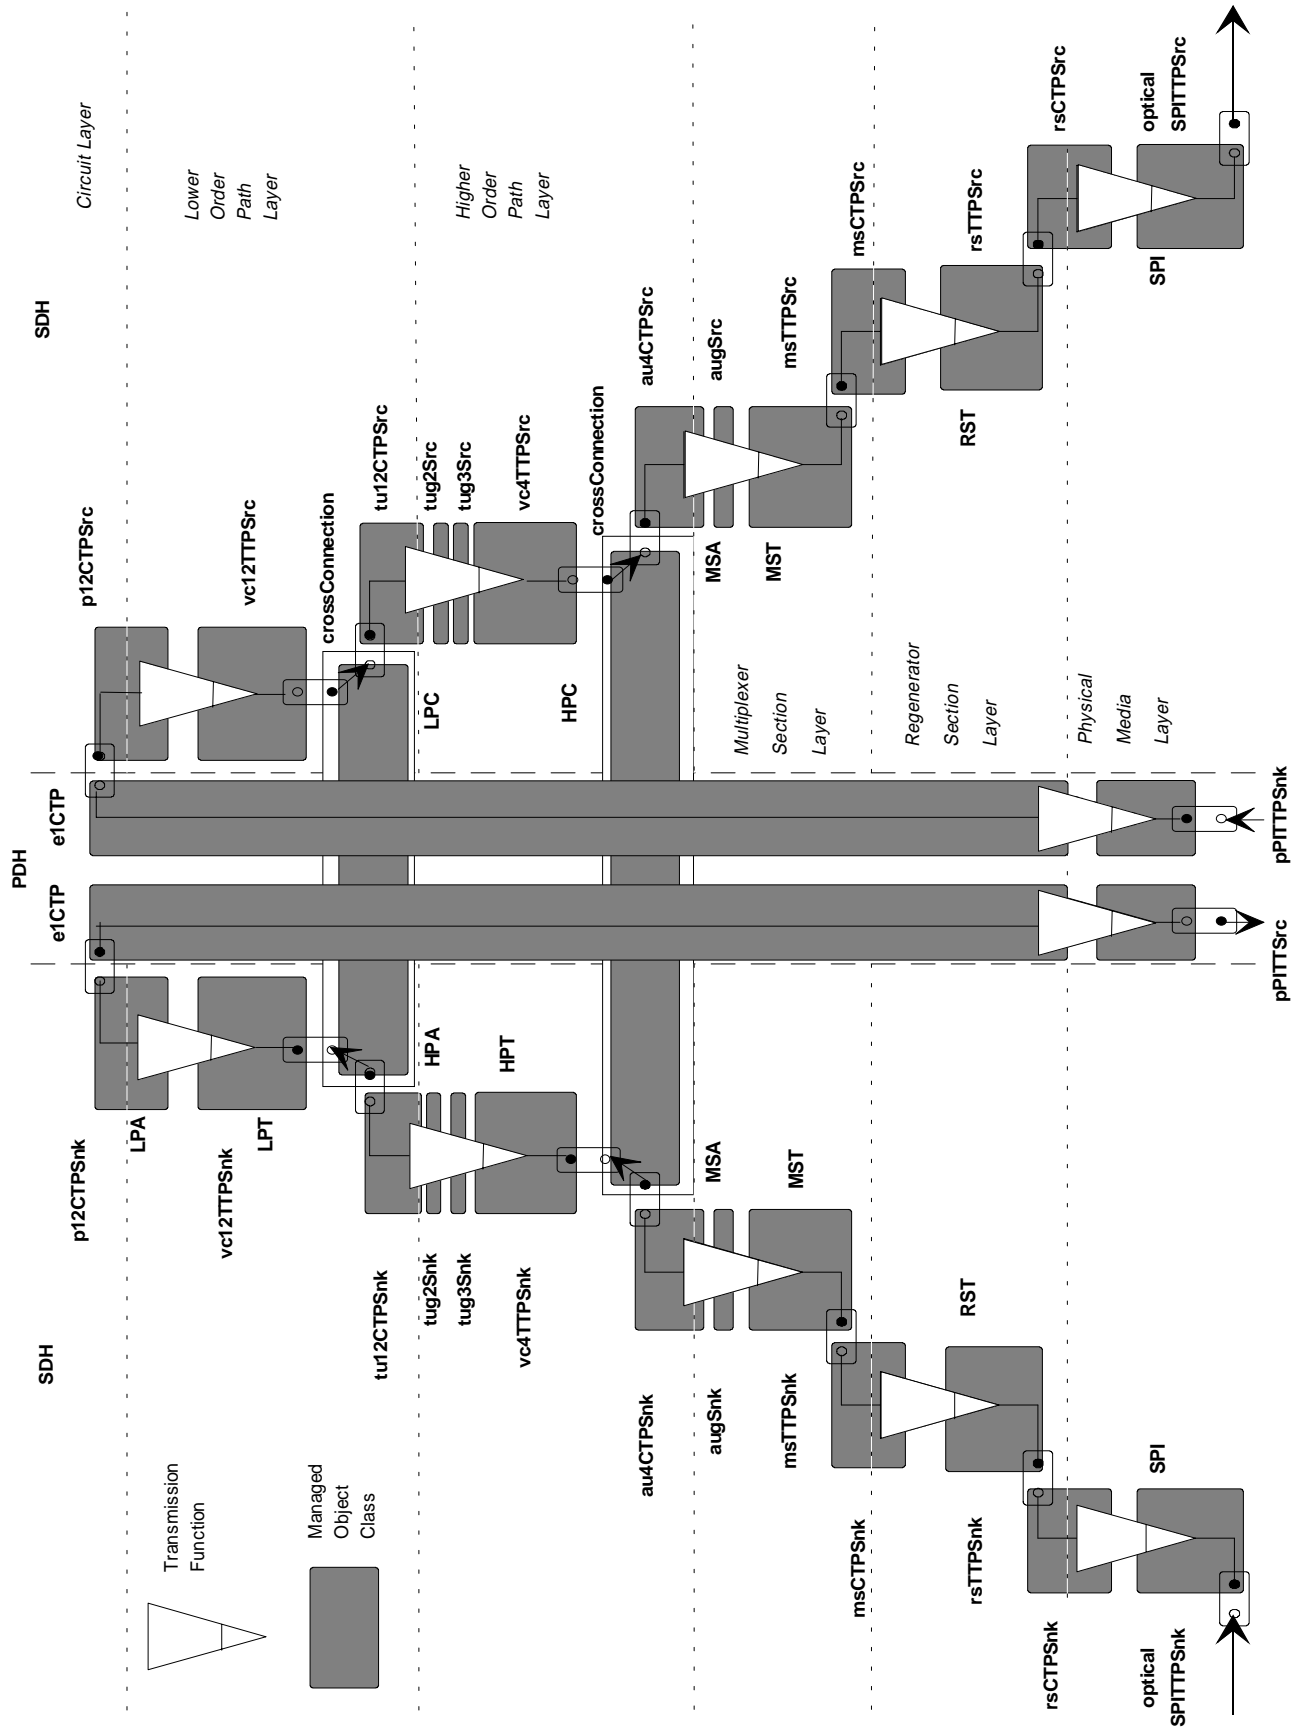 SDH
PDH
SDH
Circuit Layer
Lower
Order
Path
Layer
Higher
Order
Path
Layer
Multiplexer
Section
Layer
Regenerator
Section
Layer
Physical
Media
Layer
Transmission
Function
Managed
Object
Class
p12CTPSnk
LPA
e1CTP
e1CTP
p12CTPSrc
vc12TTPSnk
LPT
vc12TTPSrc
crossConnection
tu12CTPSnk
tu12CTPSrc
HPA
LPC
tug2Snk
tug2Src
tug3Snk
tug3Src
HPT
vc4TTPSnk
vc4TTPSrc
HPC
crossConnection
au4CTPSnk
au4CTPSrc
MSA
MSA
augSnk
augSrc
MST
MST
msTTPSnk
msTTPSrc
msCTPSnk
msCTPSrc
RST
RST
rsTTPSnk
rsTTPSrc
rsCTPSnk
rsCTPSrc
SPI
SPI
optical
SPITTPSnk
optical
SPITTPSrc
pPITTSrc
pPITTPSnk